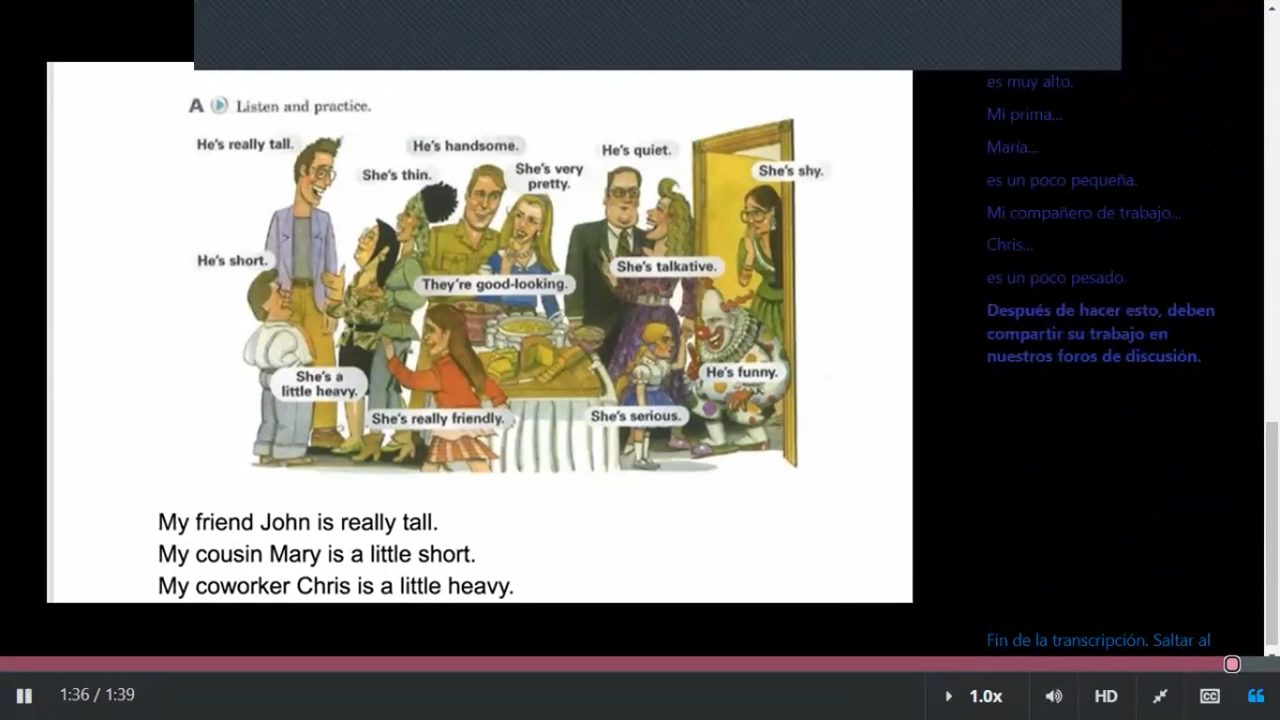 A Listen and practice.
He's really tall.
He's handsome.
She's thin.
She's very
pretty.
He's quiet.
She's shy.
He's short.
They're good-looking.
She's talkative.
She's a
little heavy.
She's really friendly.
She's serious.
He's funny.
My friend John is really tall.
My cousin Mary is a little short.
My coworker Chris is a little heavy.
es muy alto.
Mi prima...
María...
es un poco pequeña.
Mi compañero de trabajo...
Chris...
es un poco pesado.
Después de hacer esto, deben
compartir su trabajo en
nuestros foros de discusión.
Fin de la transcripción. Saltar al
1:36 / 1:39
1.0x
HD
CC